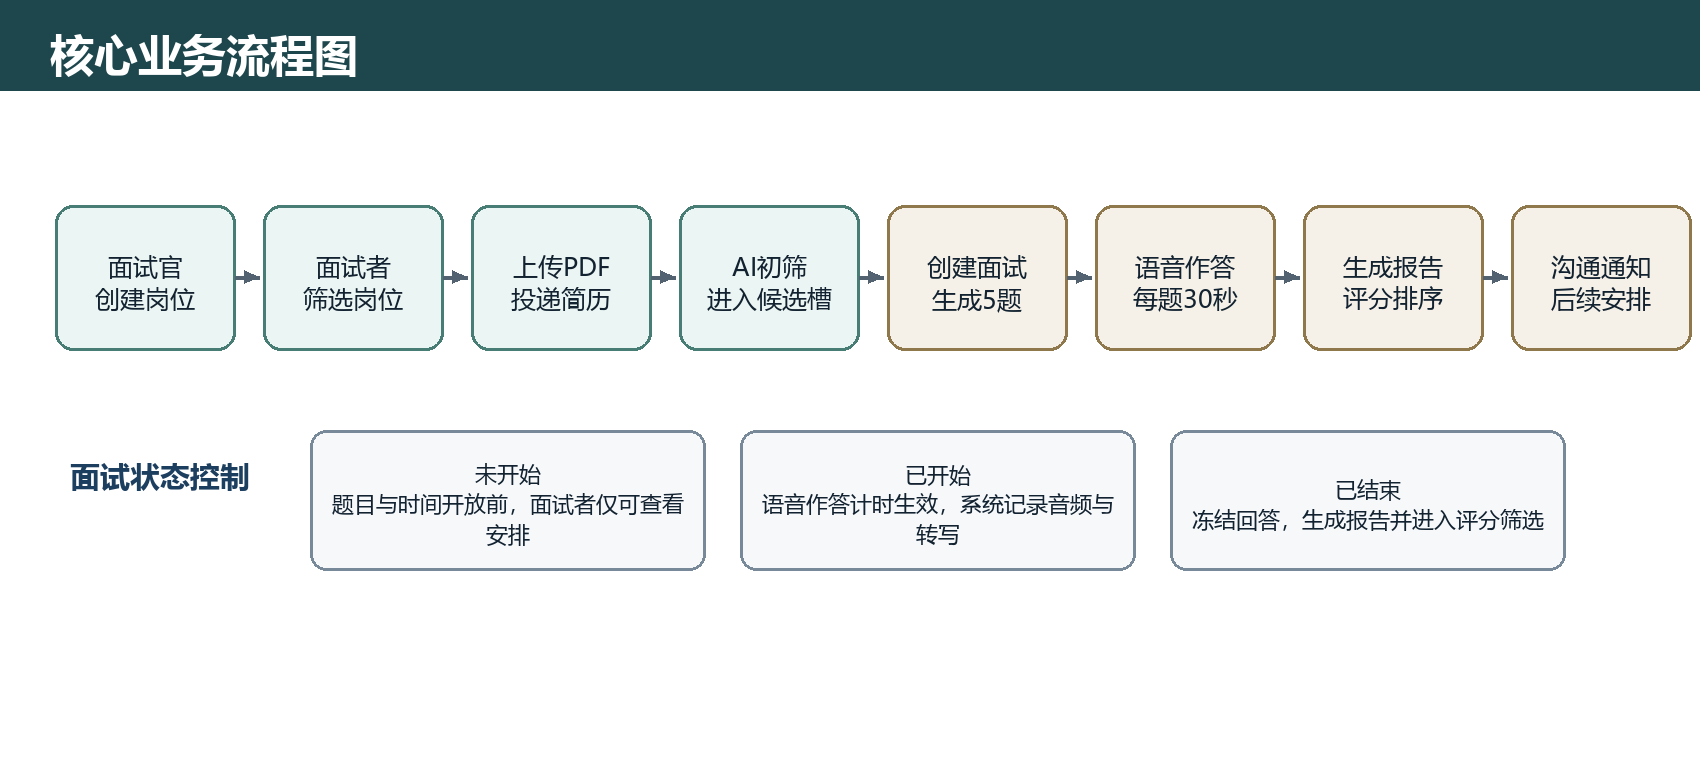 核心业务流程图
面试官
创建岗位
面试者
筛选岗位
上传PDF
投递简历
AI初筛
进入候选槽
创建面试
生成5题
语音作答
每题30秒
生成报告
评分排序
沟通通知
后续安排
面试状态控制
未开始
题目与时间开放前，面试者仅可查看
安排
已开始
语音作答计时生效，系统记录音频与
转写
已结束
冻结回答，生成报告并进入评分筛选